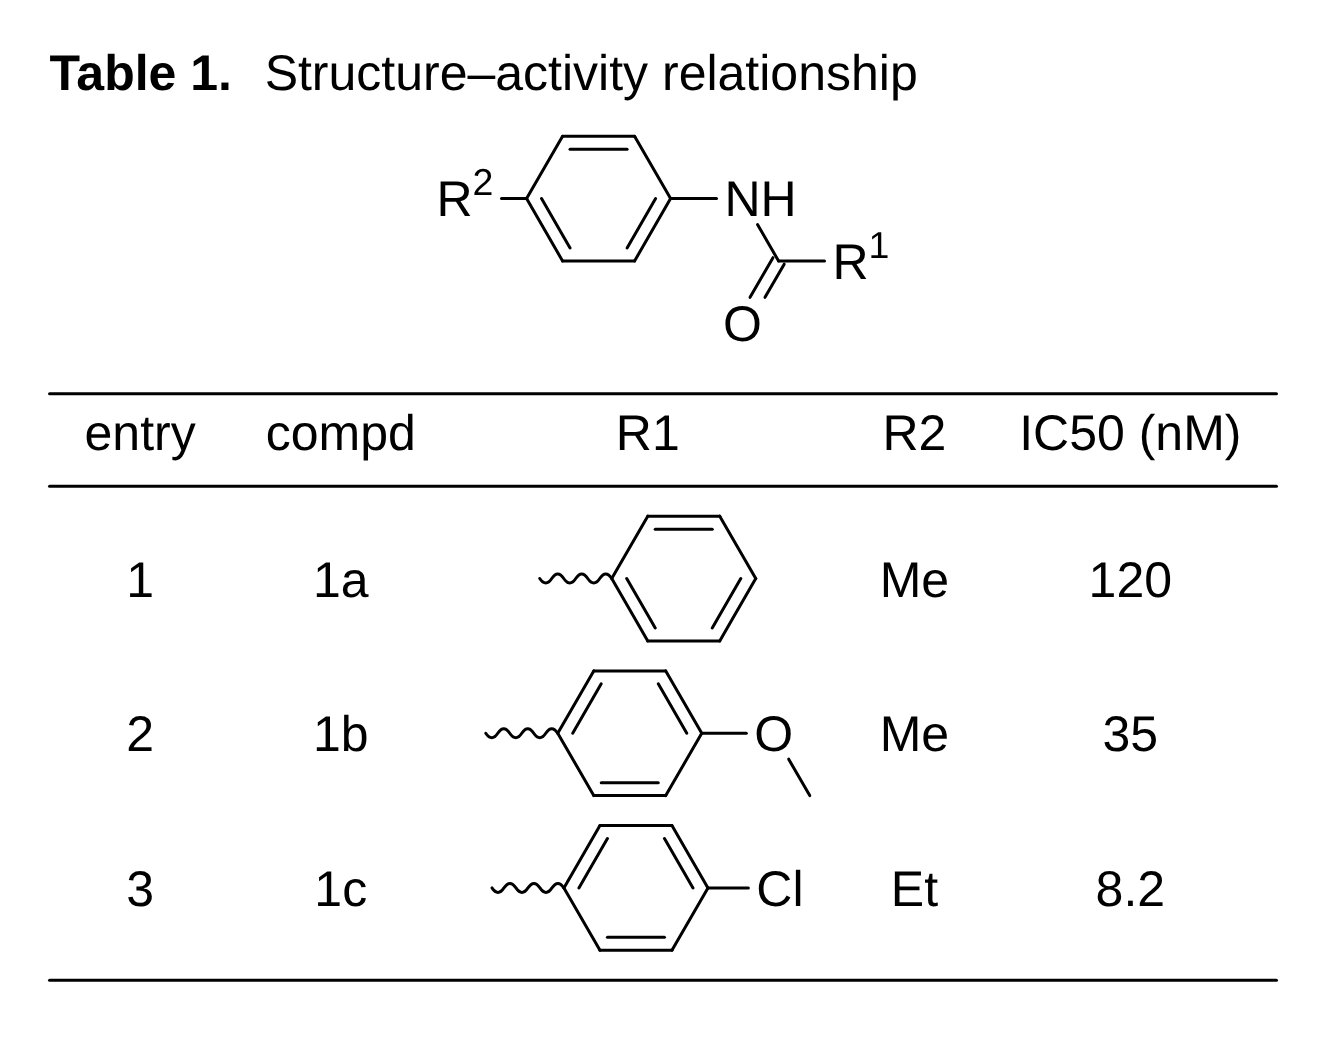 Table 1. Structure–activity relationship
R2 NH
R1
O
entry compd R1 R2 IC50 (nM)
1 1a Me 120
2 1b O Me 35
3 1c Cl Et 8.2